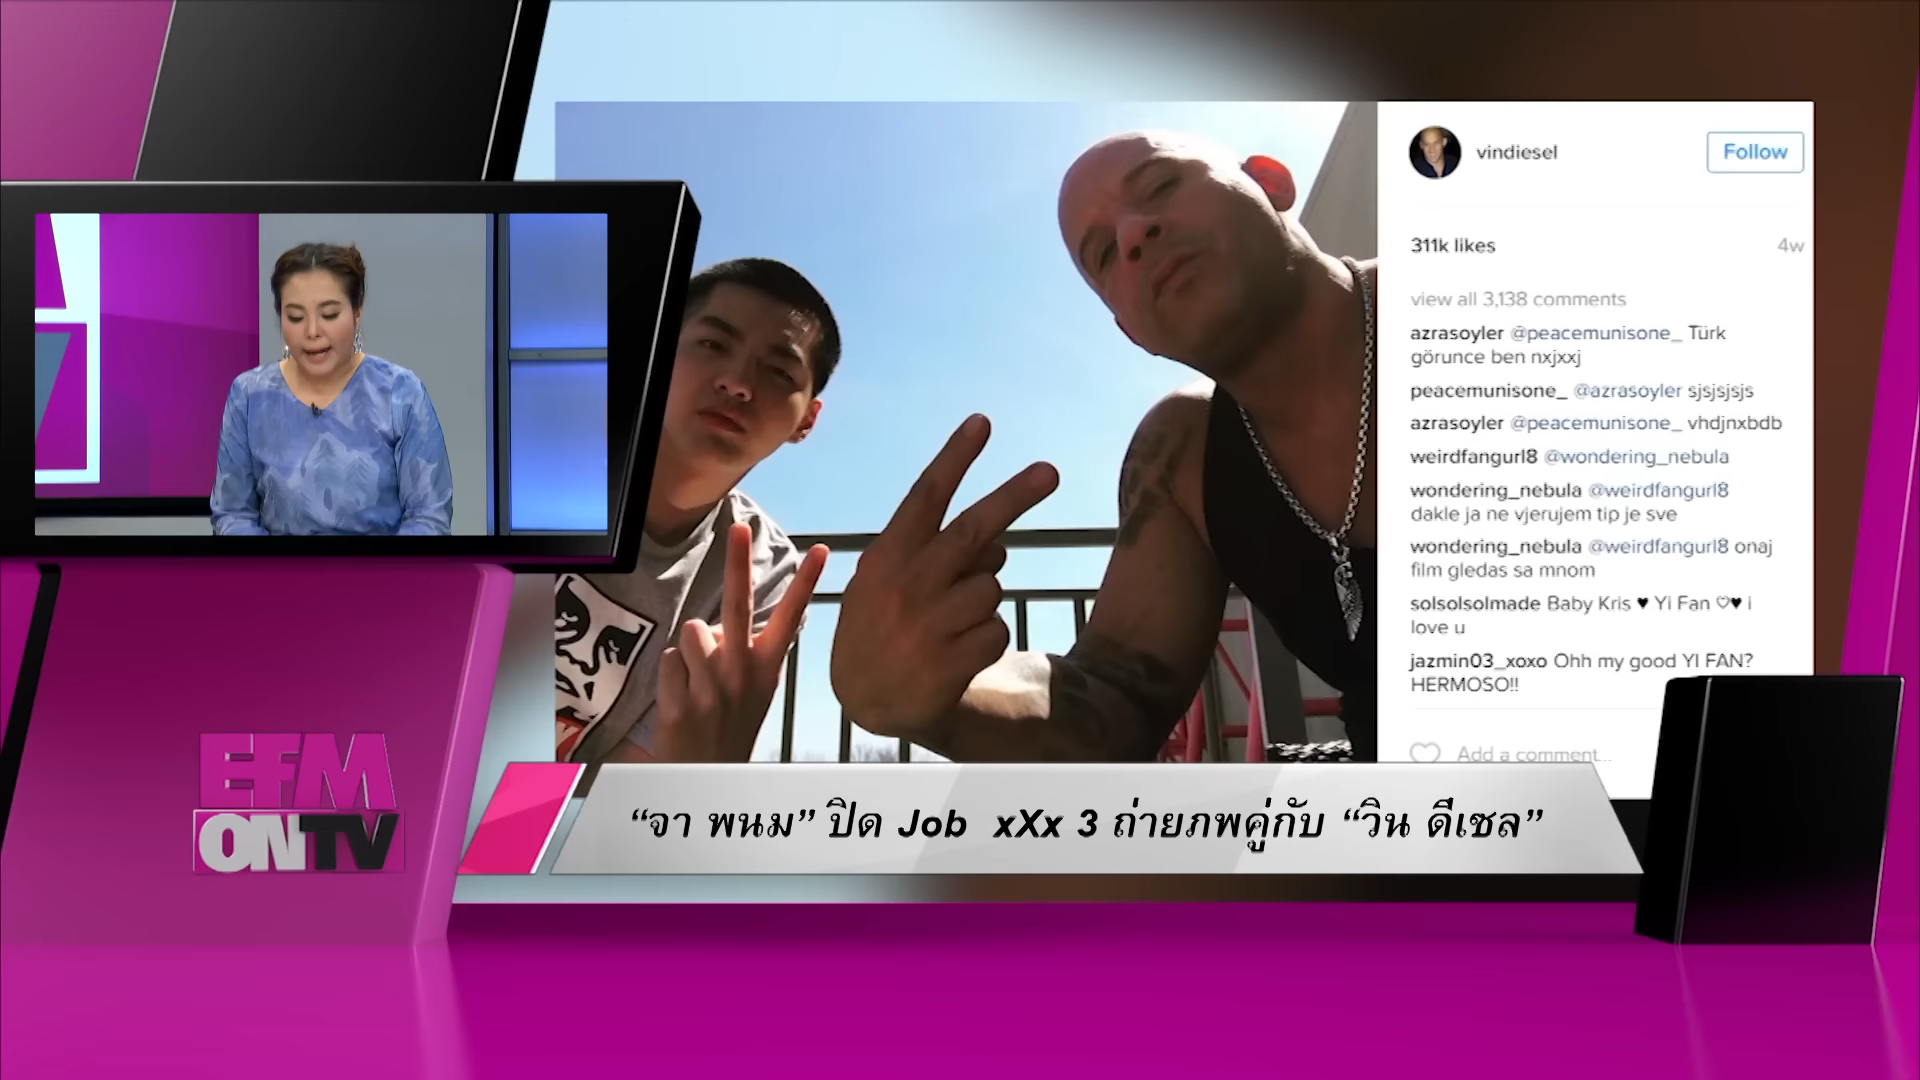 vindiesel
Follow
311k likes
4w
view all 3,138 comments
azrasoyler @peacemunisone_ Türk
görunce ben nxjxxj
peacemunisone_ @azrasoyler sjsjsjsjs
azrasoyler @peacemunisone_ vhdjnxbdb
weirdfangurl8 @wondering_nebula
wondering_nebula @weirdfangurl8
dakle ja ne vjerujem tip je sve
wondering_nebula @weirdfangurl8 onaj
film gledas sa mnom
solsolsolmade Baby Kris ♥ Yi Fan ♡♥ i
love u
jazmin03_xoxo Ohh my good YI FAN?
HERMOSO!!
Add a comment...
“จา พนม” ปิด Job xXx 3 ถ่ายภพคู่กับ “วิน ดีเซล”
EFM
ONTV